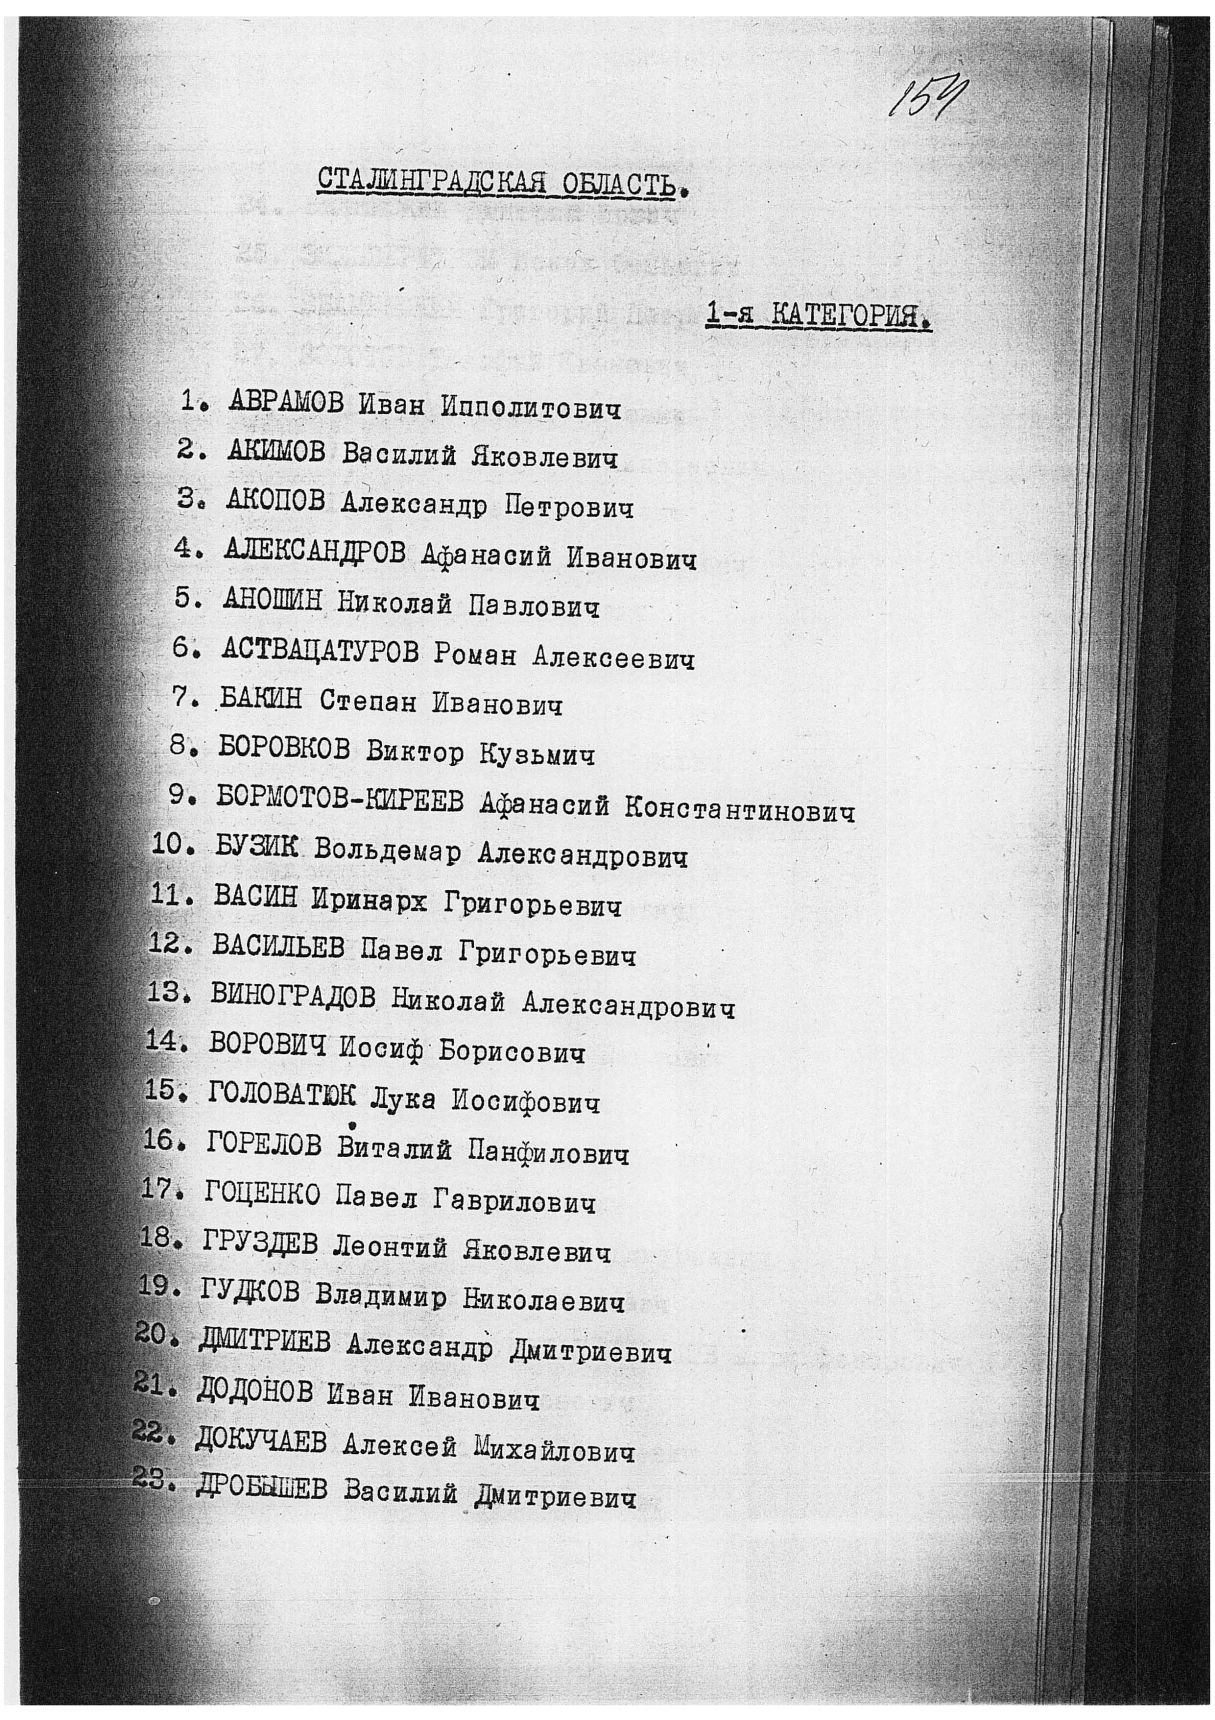 154
СТАЛИНГРАДСКАЯ ОБЛАСТЬ.
1-я КАТЕГОРИЯ.
1. АВРАМОВ Иван Ипполитович
2. АКИМОВ Василий Яковлевич
3. АКОПОВ Александр Петрович
4. АЛЕКСАНДРОВ Афанасий Иванович
5. АНОШИН Николай Павлович
6. АСТВАЦАТУРОВ Роман Алексеевич
7. БАКИН Степан Иванович
8. БОРОВКОВ Виктор Кузьмич
9. БОРМОТОВ-КИРЕЕВ Афанасий Константинович
10. БУЗИК Вольдемар Александрович
11. ВАСИН Иринарх Григорьевич
12. ВАСИЛЬЕВ Павел Григорьевич
13. ВИНОГРАДОВ Николай Александрович
14. ВОРОВИЧ Иосиф Борисович
15. ГОЛОВАТЮК Лука Иосифович
16. ГОРЕЛОВ Виталий Панфилович
17. ГОЦЕНКО Павел Гаврилович
18. ГРУЗДЕВ Леонтий Яковлевич
19. ГУДКОВ Владимир Николаевич
20. ДМИТРИЕВ Александр Дмитриевич
21. ДОДОНОВ Иван Иванович
22. ДОКУЧАЕВ Алексей Михайлович
23. ДРОБЫШЕВ Василий Дмитриевич